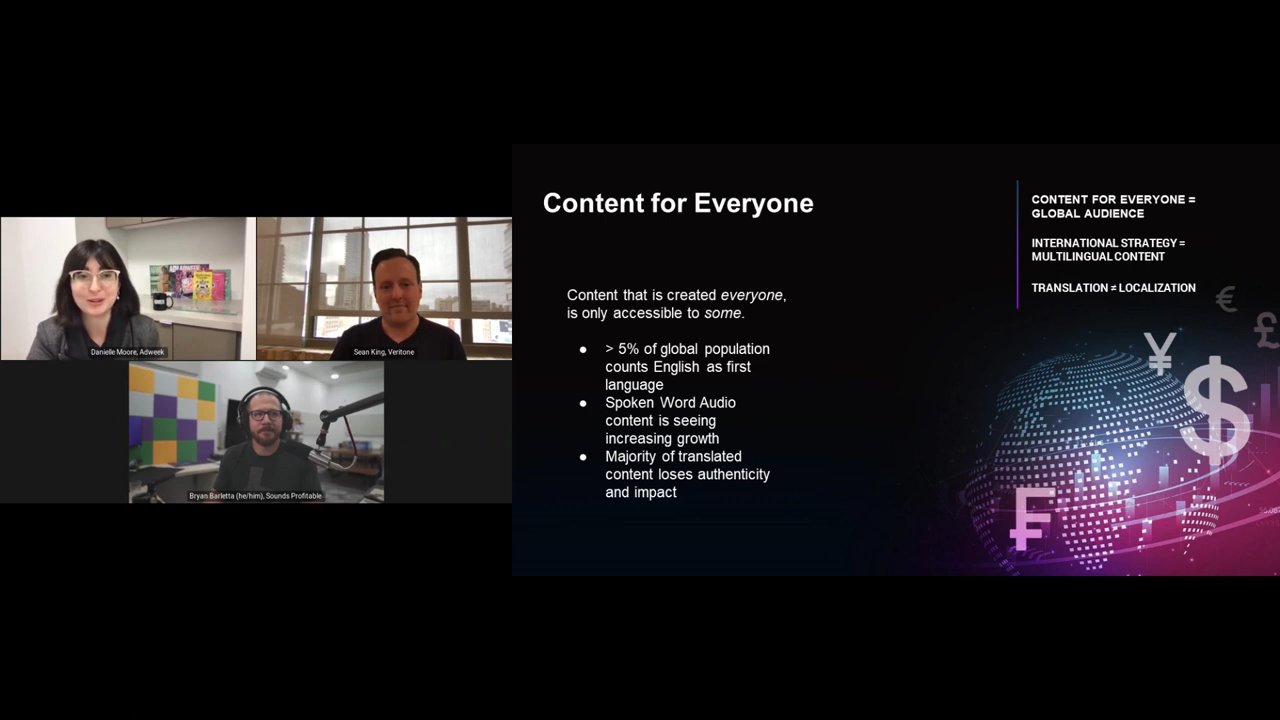 Danielle Moore, Adweek
Sean King, Veritone
Bryan Barletta (he/him), Sounds Profitable
Content for Everyone
Content that is created everyone,
is only accessible to some.
● > 5% of global population
counts English as first
language
● Spoken Word Audio
content is seeing
increasing growth
● Majority of translated
content loses authenticity
and impact
CONTENT FOR EVERYONE =
GLOBAL AUDIENCE
INTERNATIONAL STRATEGY =
MULTILINGUAL CONTENT
TRANSLATION ≠ LOCALIZATION
€
£
¥
$
₣